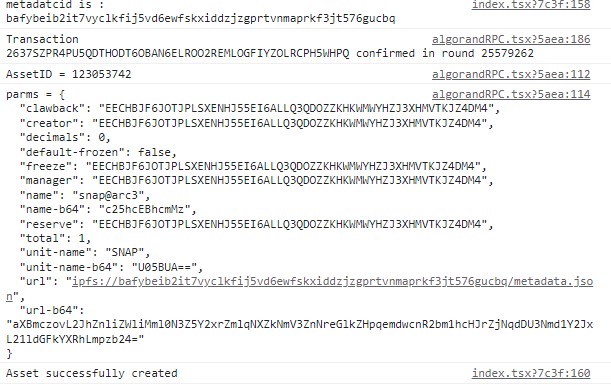 metadatcid is : index.tsx?7c3f:158
bafybeib2it7vyclkfij5vd6ewfskxiddzjzgprtvnmaprkf3jt576gucbq
Transaction algorandRPC.tsx?5aea:186
2637SZPR4PU5QDTHODT6OBAN6ELROO2REMLOGFIYZOLRCPH5WHPQ confirmed in round 25579262
AssetID = 123053742 algorandRPC.tsx?5aea:112
parms = { algorandRPC.tsx?5aea:114
"clawback": "EECHBJF6JOTJPLSXENHJ55EI6ALLQ3QDOZZKHKWMWYHZJ3XHMVTKJZ4DM4",
"creator": "EECHBJF6JOTJPLSXENHJ55EI6ALLQ3QDOZZKHKWMWYHZJ3XHMVTKJZ4DM4",
"decimals": 0,
"default-frozen": false,
"freeze": "EECHBJF6JOTJPLSXENHJ55EI6ALLQ3QDOZZKHKWMWYHZJ3XHMVTKJZ4DM4",
"manager": "EECHBJF6JOTJPLSXENHJ55EI6ALLQ3QDOZZKHKWMWYHZJ3XHMVTKJZ4DM4",
"name": "snap@arc3",
"name-b64": "c25hcEBhcmMz",
"reserve": "EECHBJF6JOTJPLSXENHJ55EI6ALLQ3QDOZZKHKWMWYHZJ3XHMVTKJZ4DM4",
"total": 1,
"unit-name": "SNAP",
"unit-name-b64": "U05BUA==",
"url": "ipfs://bafybeib2it7vyclkfij5vd6ewfskxiddzjzgprtvnmaprkf3jt576gucbq/metadata.jso
n",
"url-b64":
"aXBmczovL2JhZnliZWliMml0N3Z5Y2xrZmlqNXZkNmV3ZnNreGlkZHpqemdwcnR2bm1hcHJrZjNqdDU3Nmd1Y2Jx
L21ldGFkYXRhLmpzb24="
}
Asset successfully created index.tsx?7c3f:160